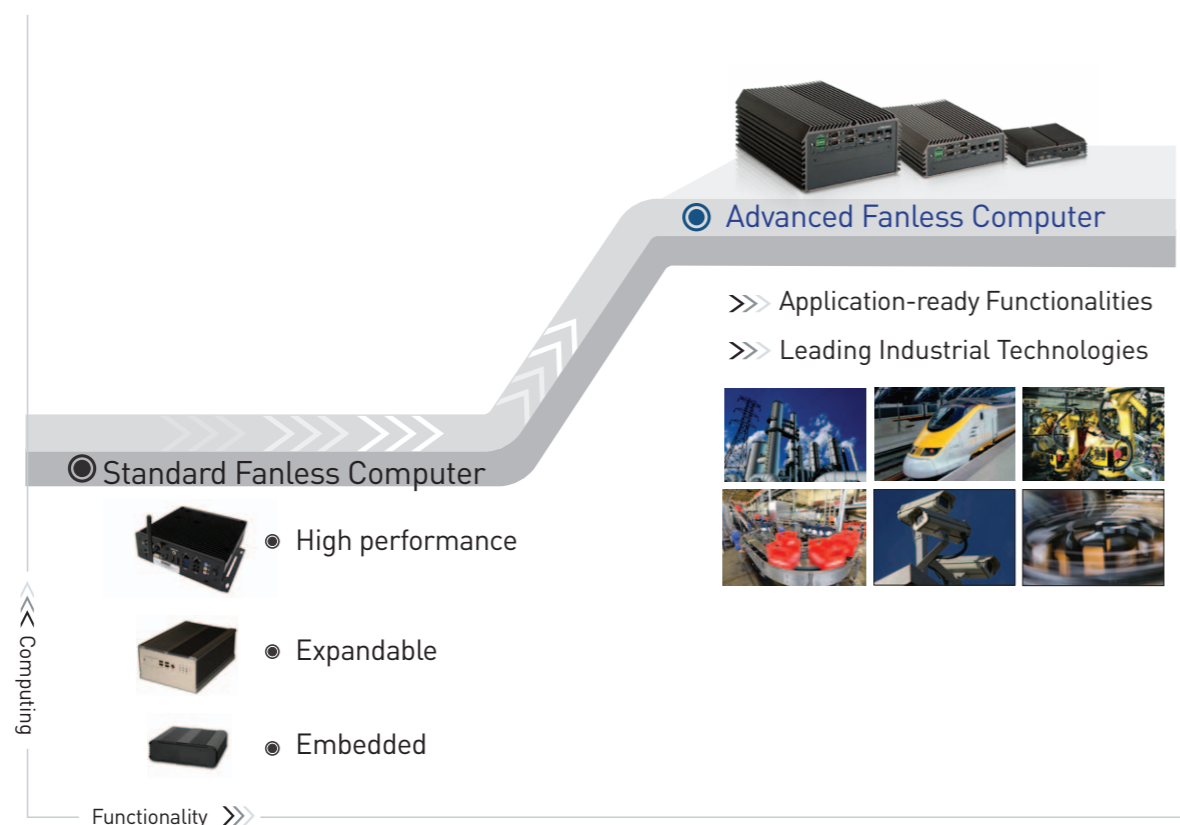 Advanced Fanless Computer
Application-ready Functionalities
Leading Industrial Technologies
Standard Fanless Computer
High performance
Expandable
Embedded
Computing
Functionality